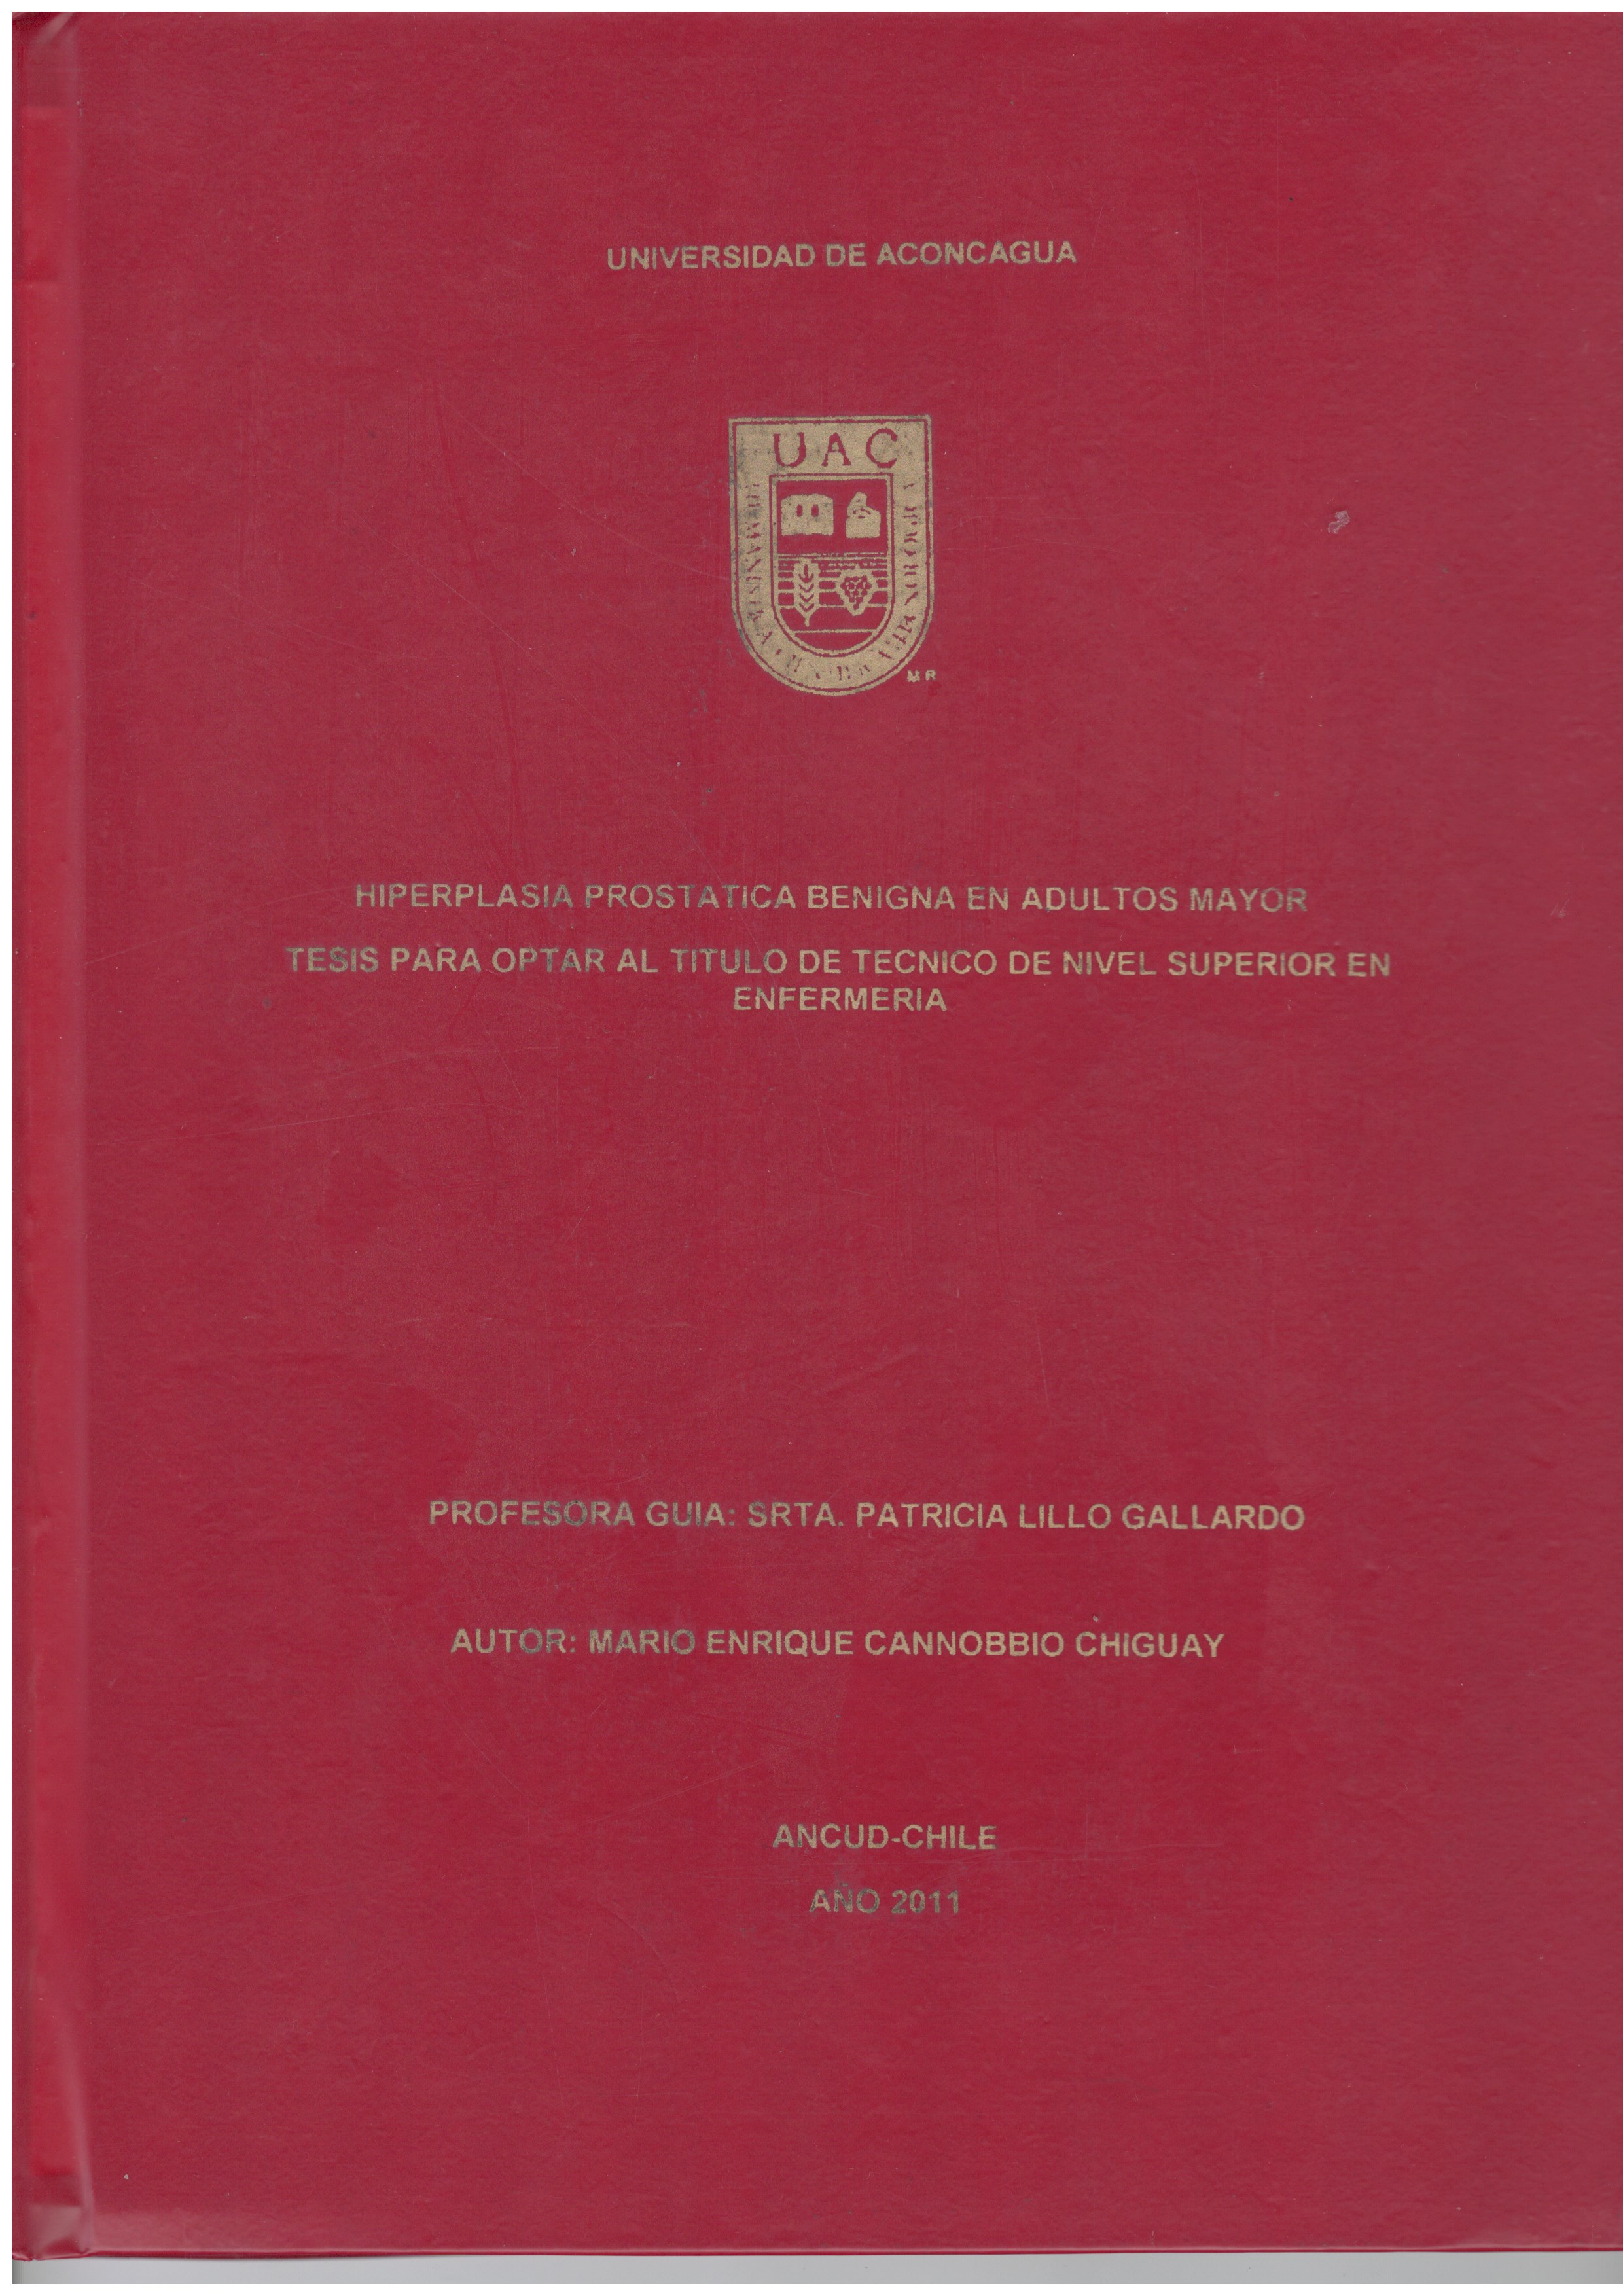 UNIVERSIDAD DE ACONCAGUA
UAC
MR
HIPERPLASIA PROSTATICA BENIGNA EN ADULTOS MAYOR
TESIS PARA OPTAR AL TITULO DE TECNICO DE NIVEL SUPERIOR EN
ENFERMERIA
PROFESORA GUIA: SRTA. PATRICIA LILLO GALLARDO
AUTOR: MARIO ENRIQUE CANNOBBIO CHIGUAY
ANCUD-CHILE
AÑO 2011